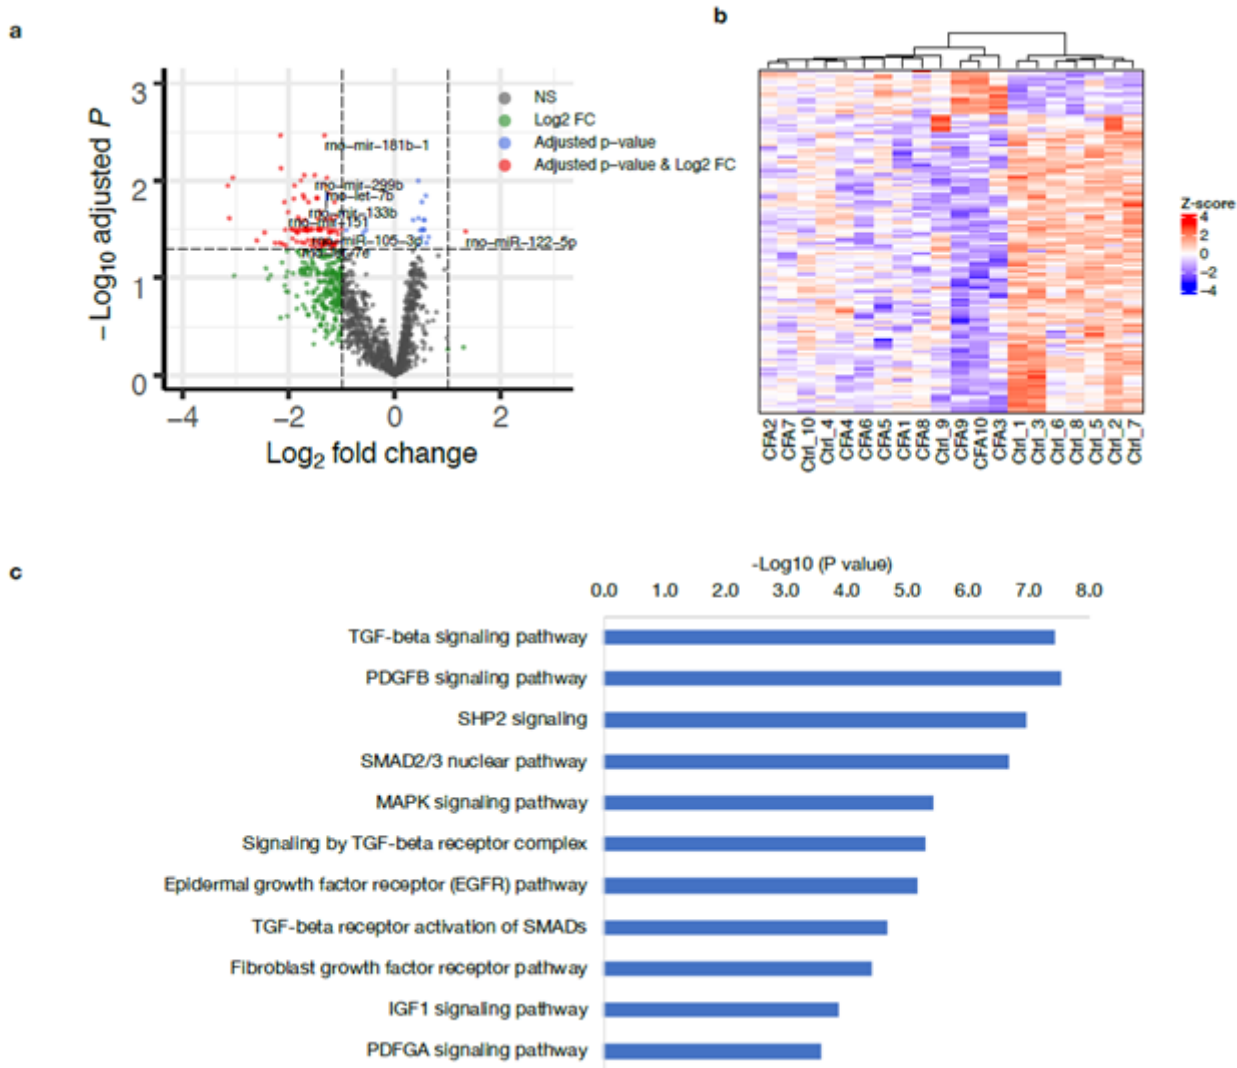 a
b
3
2
1
0
−Log10 adjusted P
−4
−2
0
2
Log2 fold change
NS
Log2 FC
Adjusted p−value
Adjusted p−value & Log2 FC
rno−mir−181b−1
rno−mir−299b
rno−let−7b
rno−mir−133b
rno−mir−151
rno−miR−105−3p
rno−miR−122−5p
Z-score
4
2
0
−2
−4
CFA2
CFA7
Ctrl_10
Ctrl_4
CFA4
CFA6
CFA5
CFA1
CFA8
Ctrl_9
CFA9
CFA10
CFA3
Ctrl_1
Ctrl_3
Ctrl_6
Ctrl_8
Ctrl_5
Ctrl_2
Ctrl_7
c
-Log10 (P value)
0.0 1.0 2.0 3.0 4.0 5.0 6.0 7.0 8.0
TGF-beta signaling pathway
PDGFB signaling pathway
SHP2 signaling
SMAD2/3 nuclear pathway
MAPK signaling pathway
Signaling by TGF-beta receptor complex
Epidermal growth factor receptor (EGFR) pathway
TGF-beta receptor activation of SMADs
Fibroblast growth factor receptor pathway
IGF1 signaling pathway
PDFGA signaling pathway